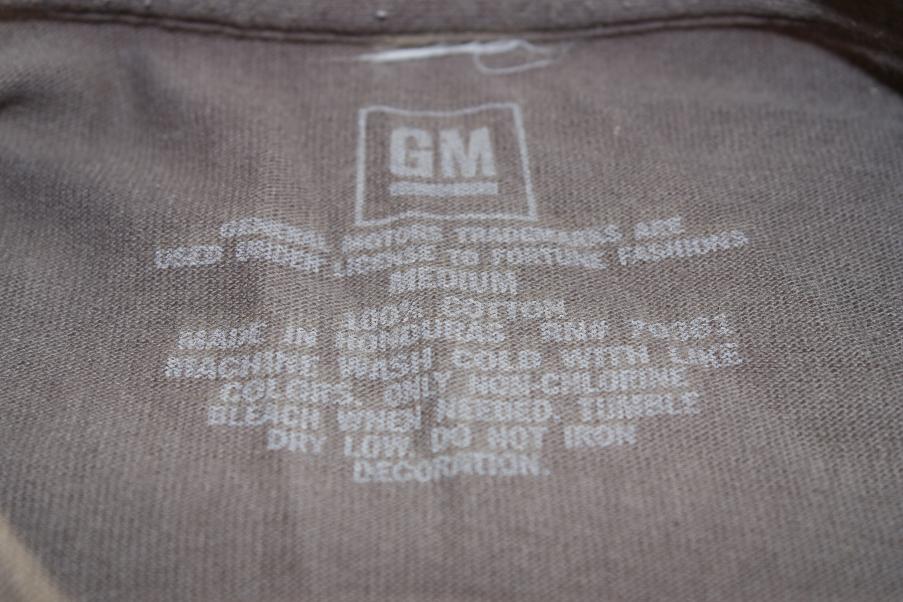 GM
GENERAL MOTORS TRADEMARKS ARE
USED UNDER LICENSE TO FORTUNE FASHIONS
MEDIUM
100% COTTON
MADE IN HONDURAS RN#
MACHINE WASH COLD WITH LIKE
COLORS. ONLY NON-CHLORINE
BLEACH WHEN NEEDED. TUMBLE
DRY LOW. DO NOT IRON
DECORATION.